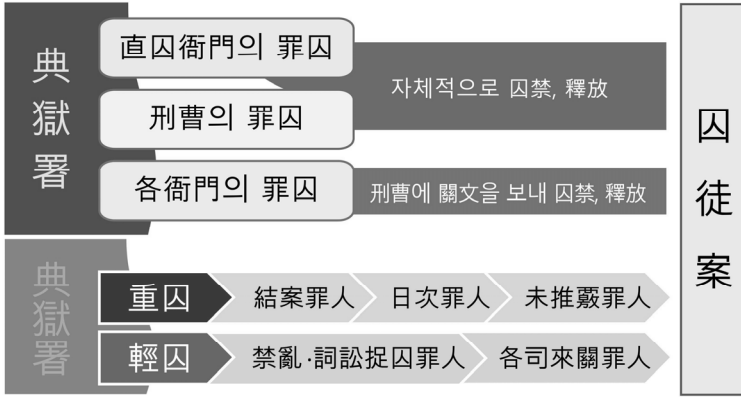 典獄署
直囚衙門의 罪囚
刑曹의 罪囚
各衙門의 罪囚
자체적으로 囚禁, 釋放
刑曹에 關文을 보내 囚禁, 釋放
典獄署
重囚 結案罪人 日次罪人 未推覈罪人
輕囚 禁亂·詞訟捉囚罪人 各司來關罪人
囚徒案